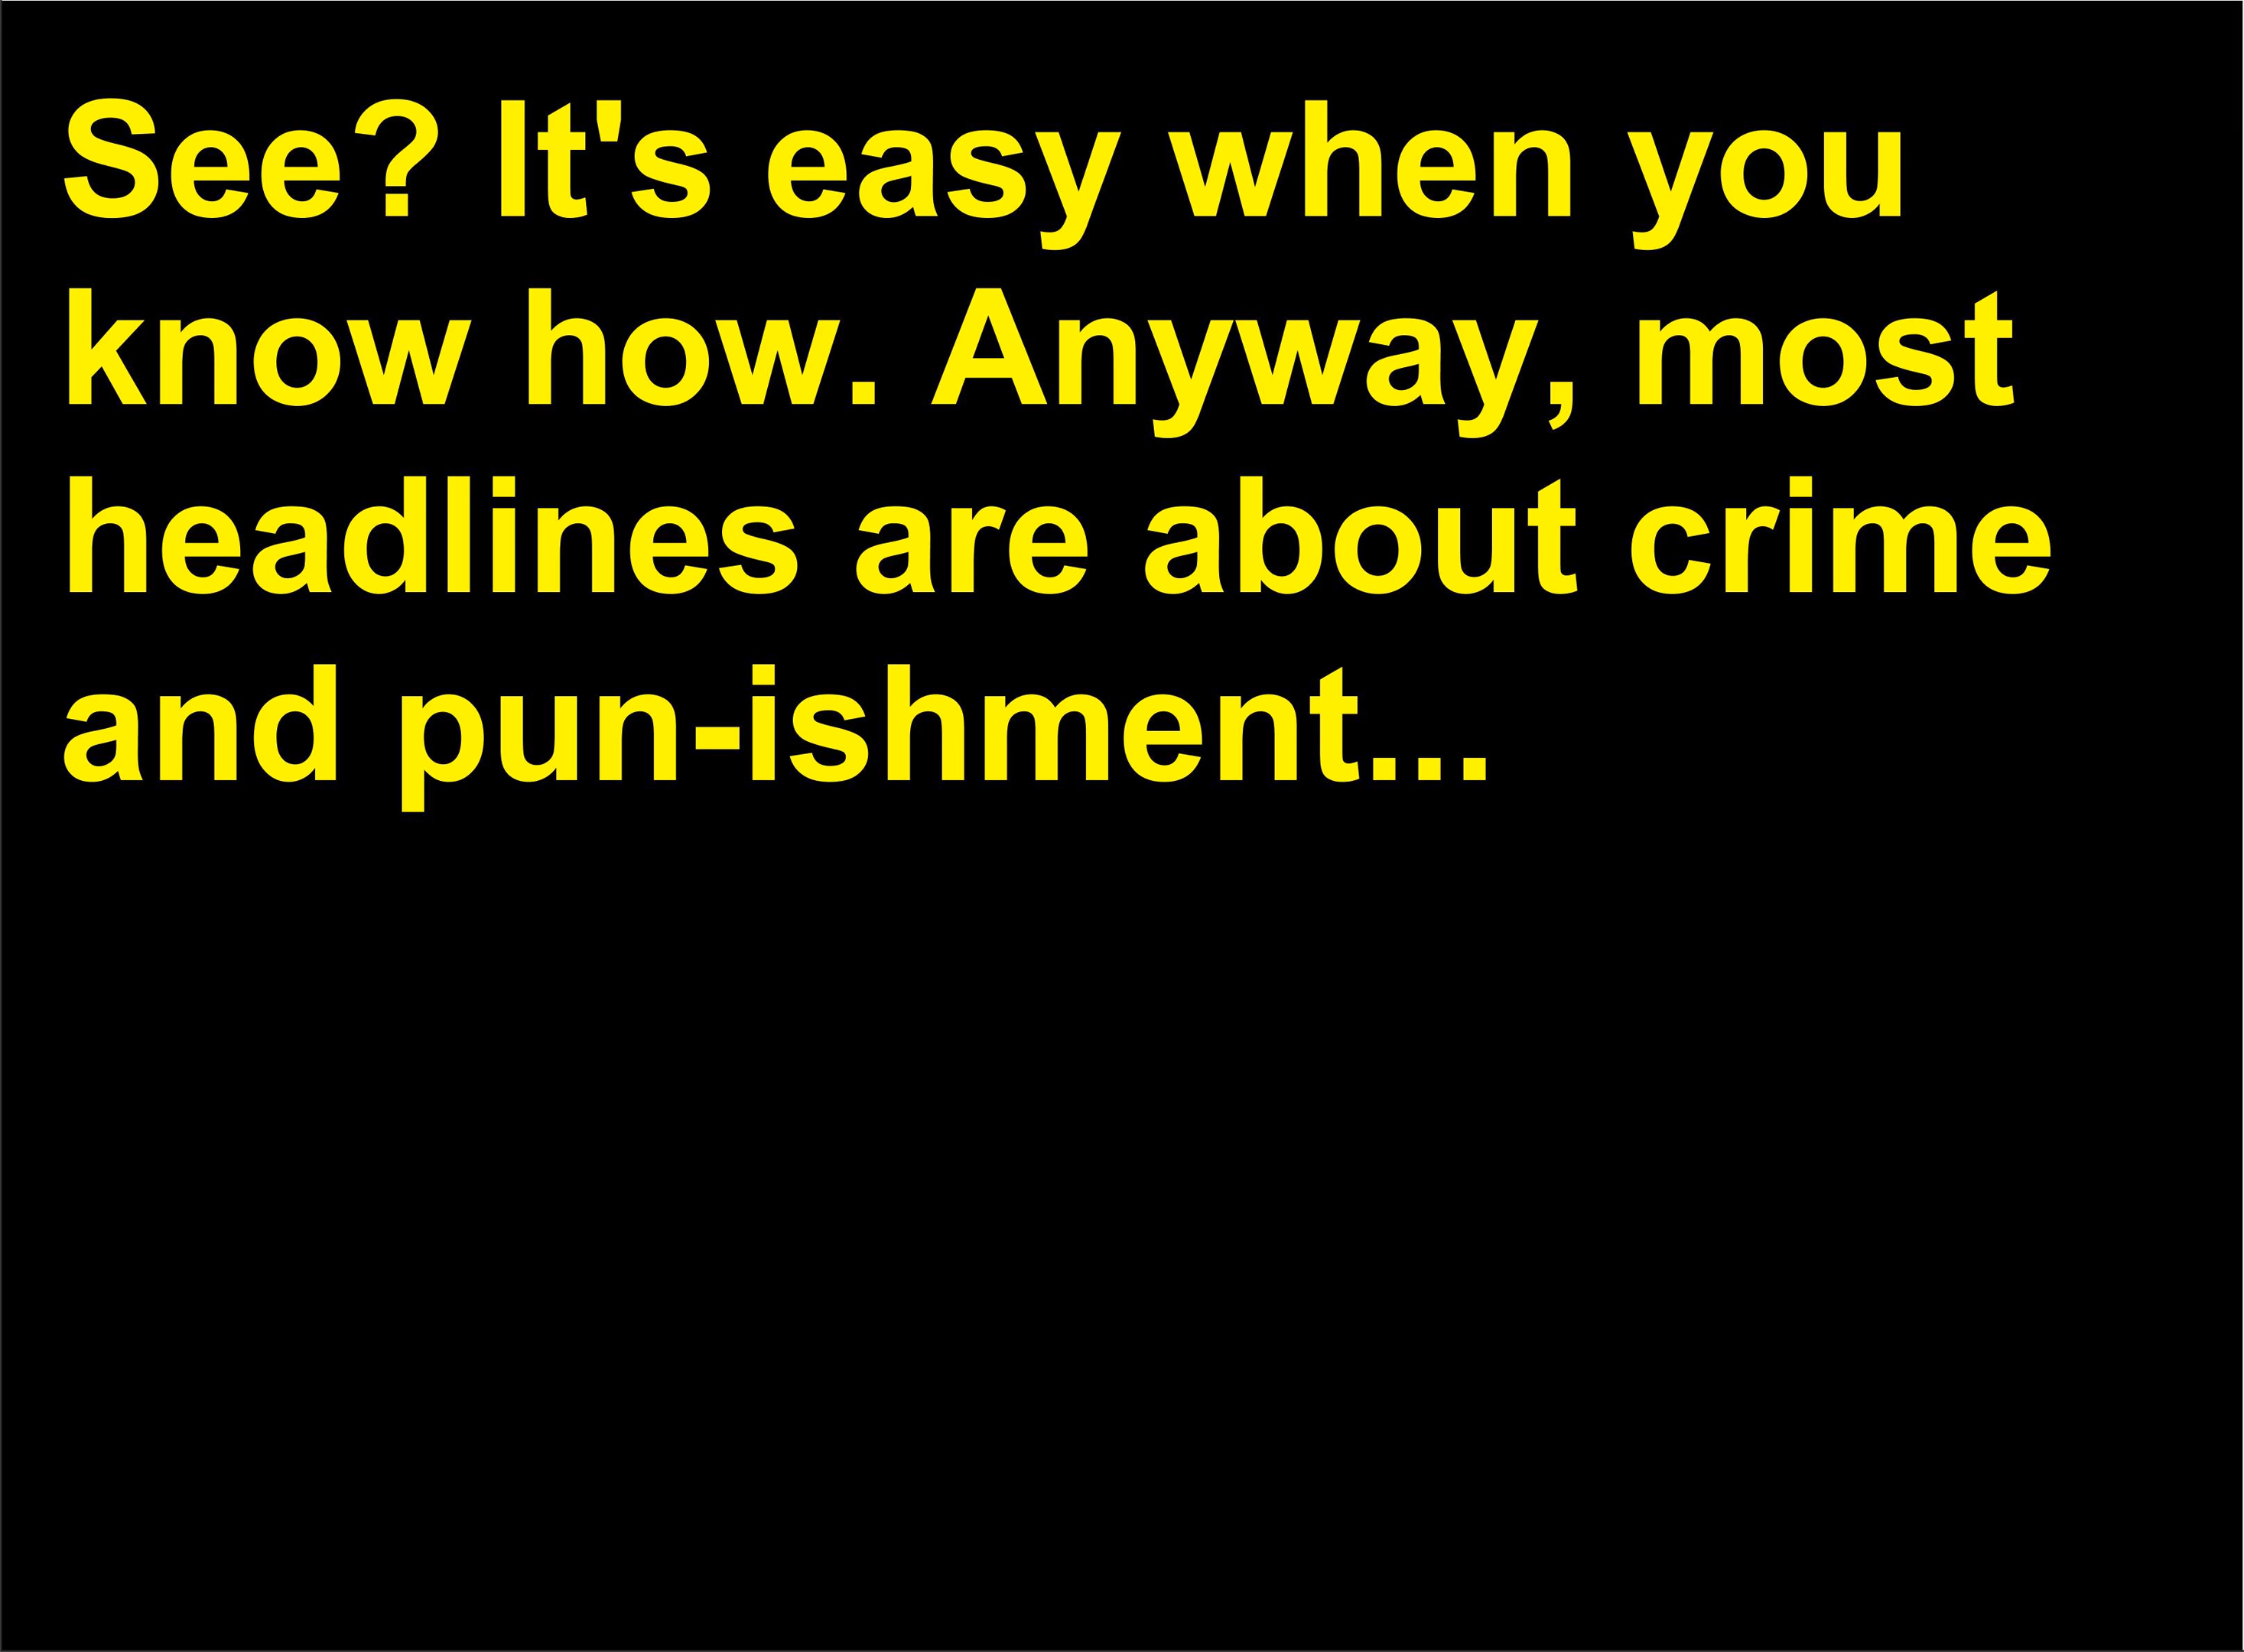 See? It's easy when you
know how. Anyway, most
headlines are about crime
and pun-ishment...